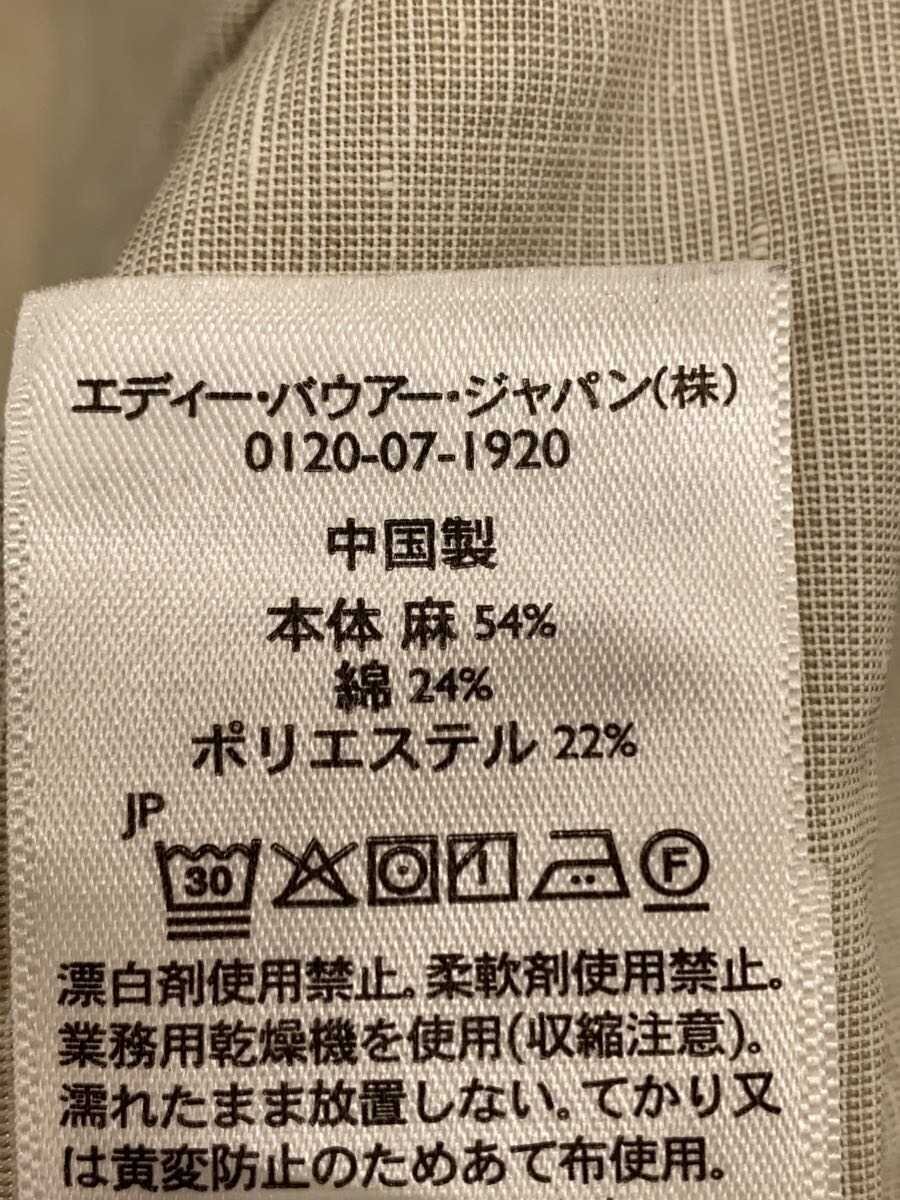 エディー・バウアー・ジャパン(株)
0120-07-1920
中国製
本体 麻 54%
綿 24%
ポリエステル 22%
JP
30
1
F
漂白剤使用禁止。柔軟剤使用禁止。
業務用乾燥機を使用(収縮注意)。
濡れたまま放置しない。てかり又
は黄変防止のためあて布使用。